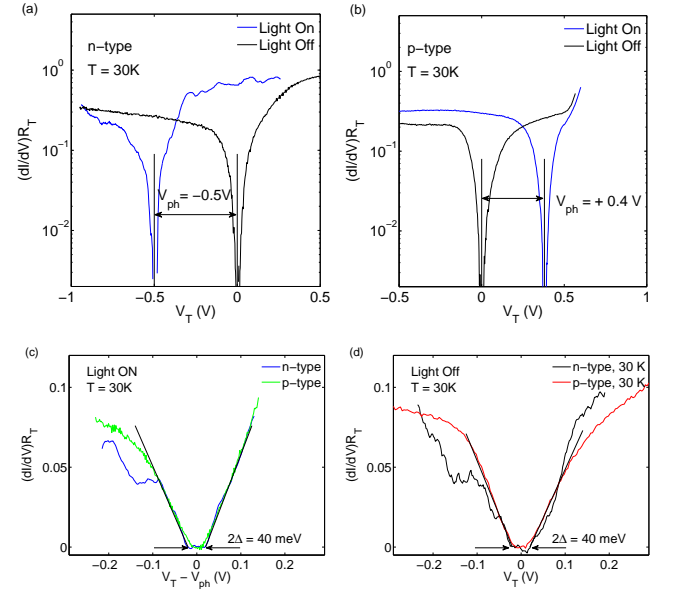 (a)
n−type
T = 30K
Light On
Light Off
10^0
10^−1
10^−2
(dI/dV)R_T
V_ph = −0.5V
−1
−0.5
0
0.5
V_T (V)
(b)
p−type
T = 30K
Light On
Light Off
10^0
10^−1
10^−2
(dI/dV)R_T
V_ph = + 0.4 V
−0.5
0
0.5
1
V_T (V)
(c)
Light ON
T = 30K
n−type
p−type
0.1
0.05
0
(dI/dV)R_T
2Δ = 40 meV
−0.2
−0.1
0
0.1
0.2
V_T − V_ph (V)
(d)
Light Off
T = 30K
n−type, 30 K
p−type, 30 K
0.1
0.05
0
(dI/dV)R_T
2Δ = 40 meV
−0.2
−0.1
0
0.1
0.2
V_T (V)